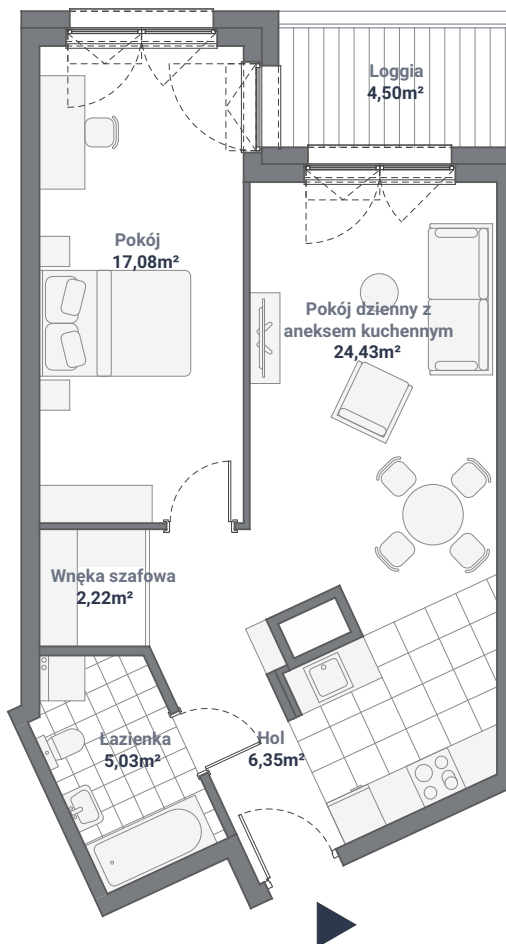 Loggia
4,50m²
Pokój
17,08m²
Pokój dzienny z
aneksem kuchennym
24,43m²
Wnęka szafowa
2,22m²
Łazienka
5,03m²
Hol
6,35m²